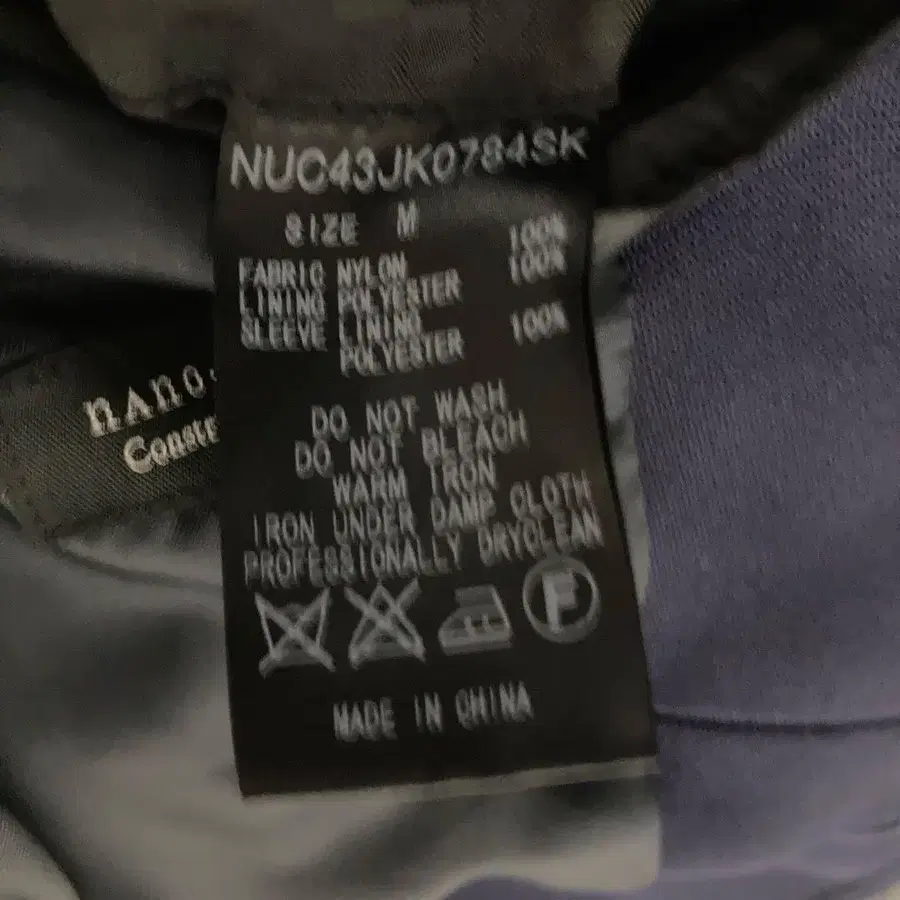 NUC43JK0784SK
SIZE M
FABRIC NYLON 100%
LINING POLYESTER 100%
SLEEVE LINING
POLYESTER 100%
DO NOT WASH
DO NOT BLEACH
WARM IRON
IRON UNDER DAMP CLOTH
PROFESSIONALLY DRYCLEAN
F
MADE IN CHINA
nano